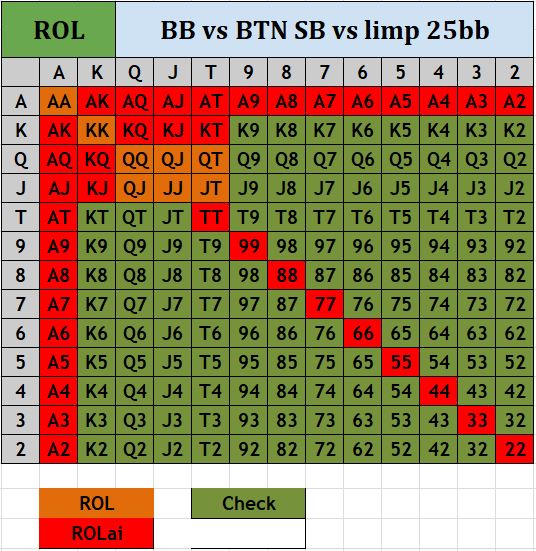 ROL BB vs BTN SB vs limp 25bb
A K Q J T 9 8 7 6 5 4 3 2
A AA AK AQ AJ AT A9 A8 A7 A6 A5 A4 A3 A2
K AK KK KQ KJ KT K9 K8 K7 K6 K5 K4 K3 K2
Q AQ KQ QQ QJ QT Q9 Q8 Q7 Q6 Q5 Q4 Q3 Q2
J AJ KJ QJ JJ JT J9 J8 J7 J6 J5 J4 J3 J2
T AT KT QT JT TT T9 T8 T7 T6 T5 T4 T3 T2
9 A9 K9 Q9 J9 T9 99 98 97 96 95 94 93 92
8 A8 K8 Q8 J8 T8 98 88 87 86 85 84 83 82
7 A7 K7 Q7 J7 T7 97 87 77 76 75 74 73 72
6 A6 K6 Q6 J6 T6 96 86 76 66 65 64 63 62
5 A5 K5 Q5 J5 T5 95 85 75 65 55 54 53 52
4 A4 K4 Q4 J4 T4 94 84 74 64 54 44 43 42
3 A3 K3 Q3 J3 T3 93 83 73 63 53 43 33 32
2 A2 K2 Q2 J2 T2 92 82 72 62 52 42 32 22
ROL Check
ROLai